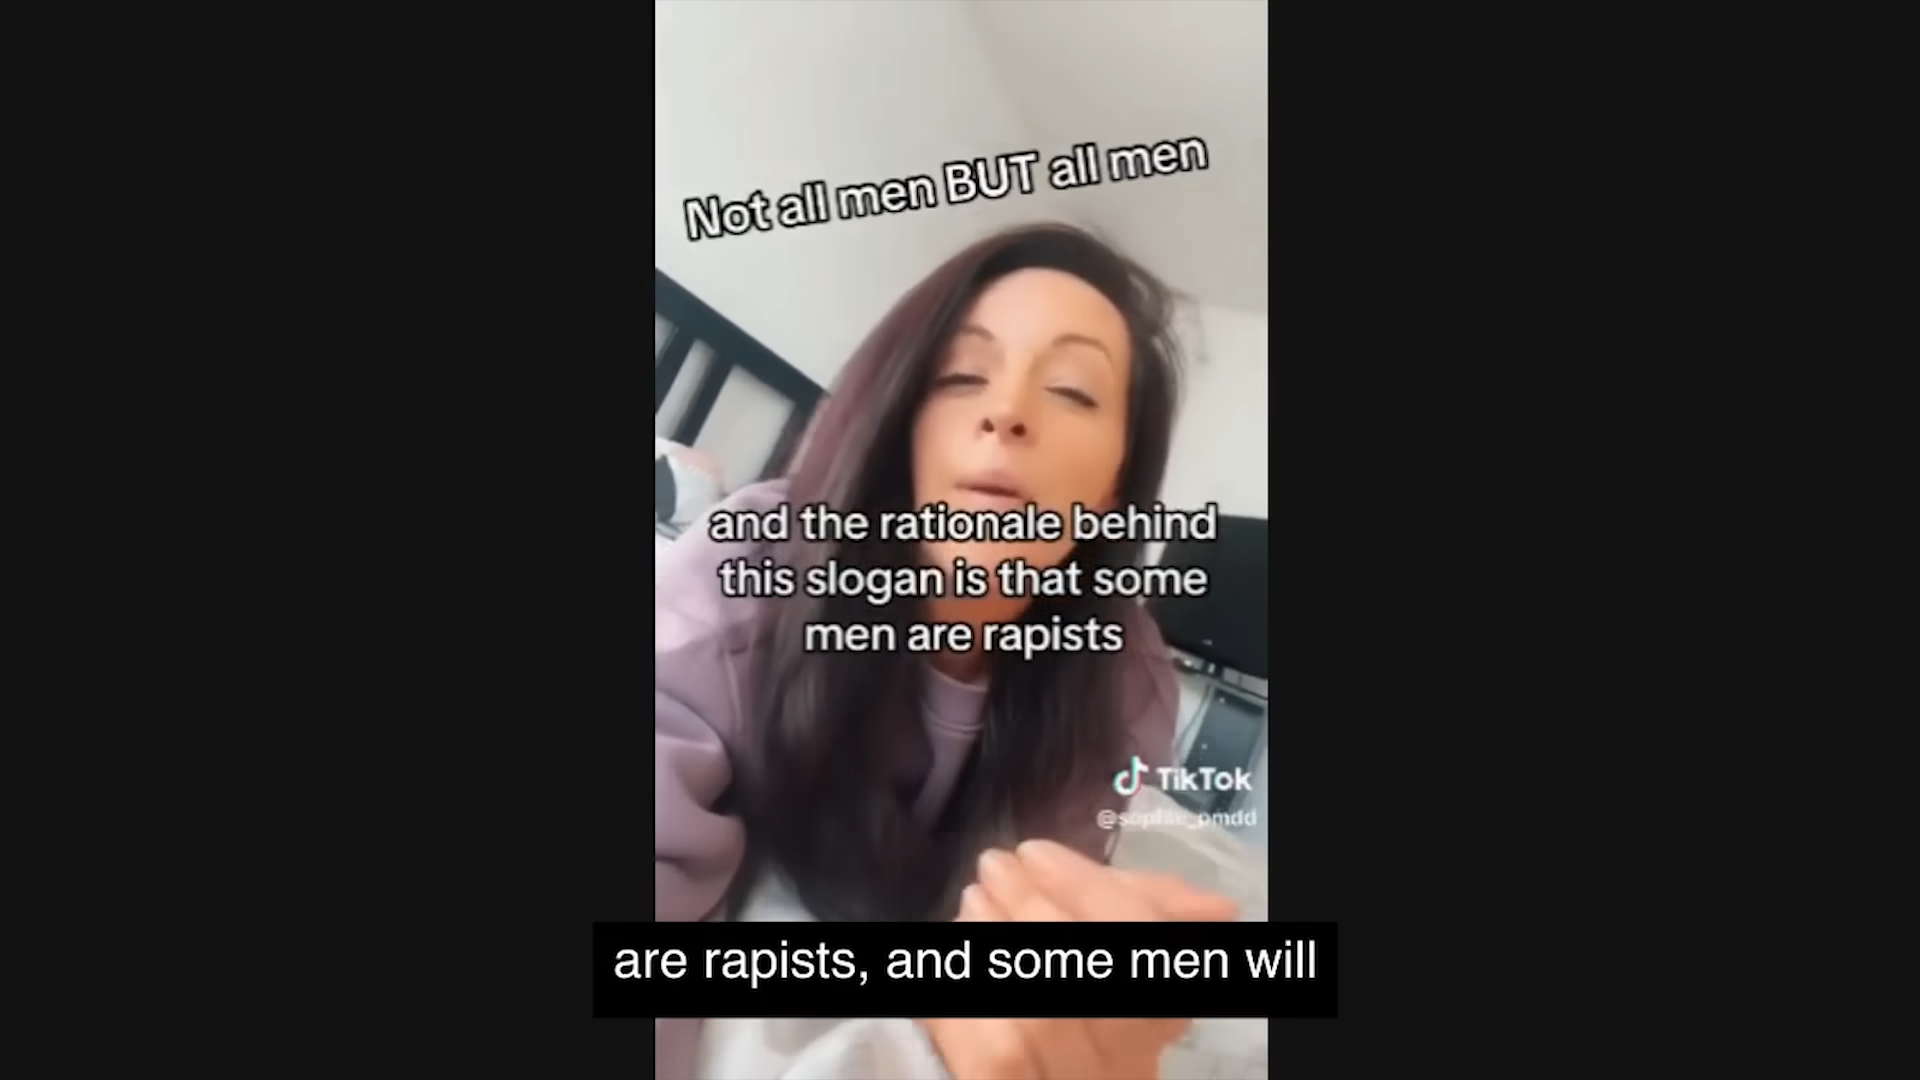 Not all men BUT all men
and the rationale behind
this slogan is that some
men are rapists
TikTok
are rapists, and some men will